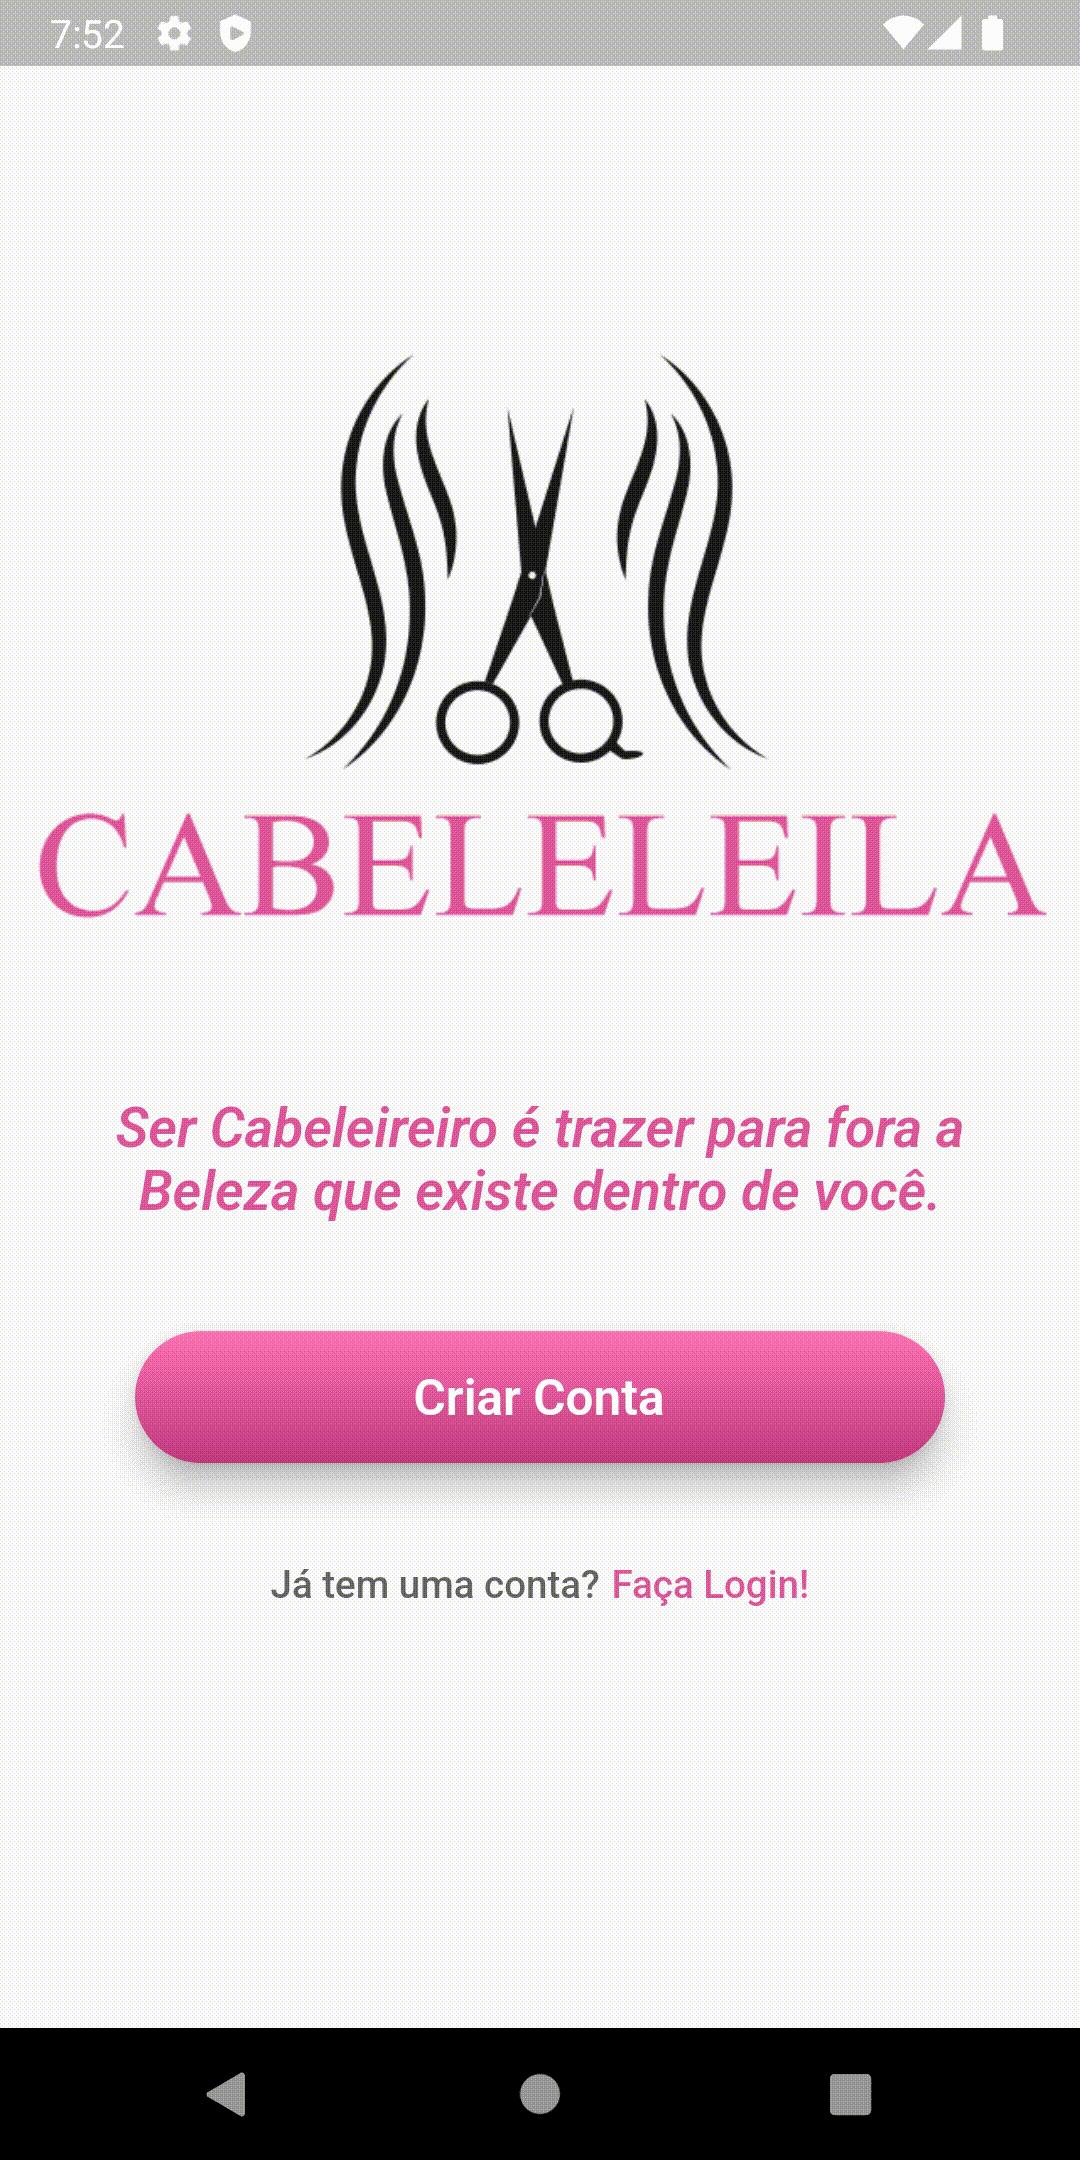 7:52
CABELELEILA
Ser Cabeleireiro é trazer para fora a
Beleza que existe dentro de você.
Criar Conta
Já tem uma conta? Faça Login!